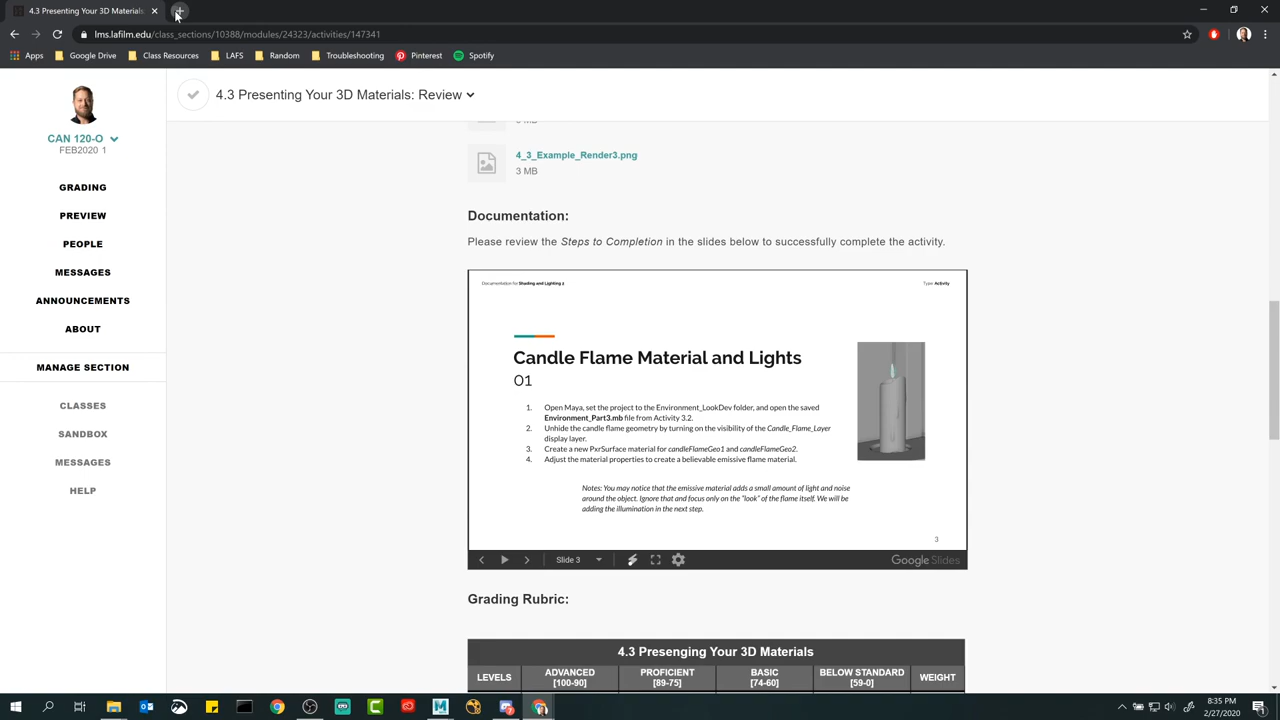 4.3 Presenting Your 3D Materials
lms.lafilm.edu/class_sections/10388/modules/24323/activities/147341
Apps Google Drive Class Resources LAFS Random Troubleshooting Pinterest Spotify
CAN 120-O
FEB2020 1
GRADING
PREVIEW
PEOPLE
MESSAGES
ANNOUNCEMENTS
ABOUT
MANAGE SECTION
CLASSES
SANDBOX
MESSAGES
HELP
4.3 Presenting Your 3D Materials: Review
4_3_Example_Render3.png
3 MB
Documentation:
Please review the Steps to Completion in the slides below to successfully complete the activity.
Documentation for Shading and Lighting 2
Type: Activity
Candle Flame Material and Lights
01
1. Open Maya, set the project to the Environment_LookDev folder, and open the saved
Environment_Part3.mb file from Activity 3.2.
2. Unhide the candle flame geometry by turning on the visibility of the Candle_Flame_Layer
display layer.
3. Create a new PxrSurface material for candleFlameGeo1 and candleFlameGeo2.
4. Adjust the material properties to create a believable emissive flame material.
Notes: You may notice that the emissive material adds a small amount of light and noise
around the object. Ignore that and focus only on the "look" of the flame itself. We will be
adding the illumination in the next step.
3
Slide 3
Google Slides
Grading Rubric:
4.3 Presenging Your 3D Materials
LEVELS
ADVANCED
[100-90]
PROFICIENT
[89-75]
BASIC
[74-60]
BELOW STANDARD
[59-0]
WEIGHT
8:35 PM
2/27/2020